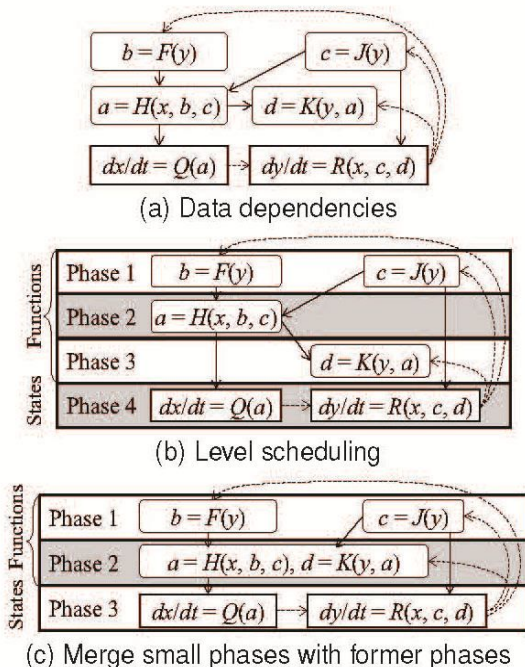 b = F(y) c = J(y)
a = H(x, b, c) d = K(y, a)
dx/dt = Q(a) dy/dt = R(x, c, d)
(a) Data dependencies
Functions
States
Phase 1 b = F(y) c = J(y)
Phase 2 a = H(x, b, c)
Phase 3 d = K(y, a)
Phase 4 dx/dt = Q(a) dy/dt = R(x, c, d)
(b) Level scheduling
Functions
States
Phase 1 b = F(y) c = J(y)
Phase 2 a = H(x, b, c), d = K(y, a)
Phase 3 dx/dt = Q(a) dy/dt = R(x, c, d)
(c) Merge small phases with former phases